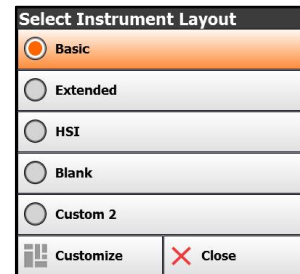 Select Instrument Layout
Basic
Extended
HSI
Blank
Custom 2
Customize Close